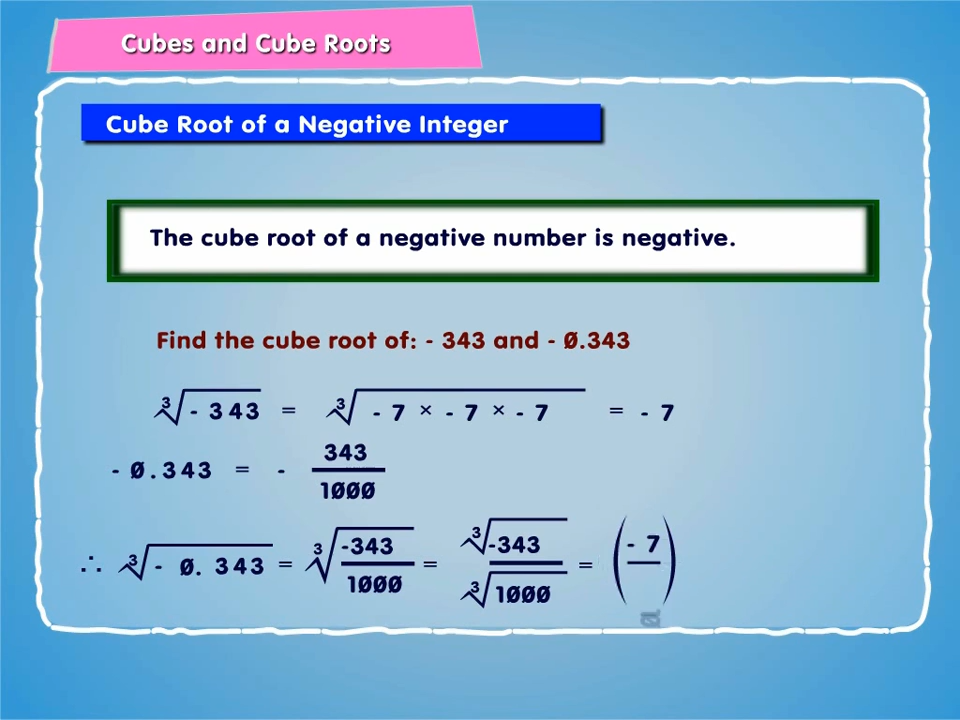 Cubes and Cube Roots
Cube Root of a Negative Integer
The cube root of a negative number is negative.
Find the cube root of: - 343 and - 0.343
∛- 343 = ∛- 7 × - 7 × - 7 = - 7
- 0.343 = - 343/1000
∴ ∛- 0.343 = ∛-343/1000 = ∛-343/∛1000 = (- 7/